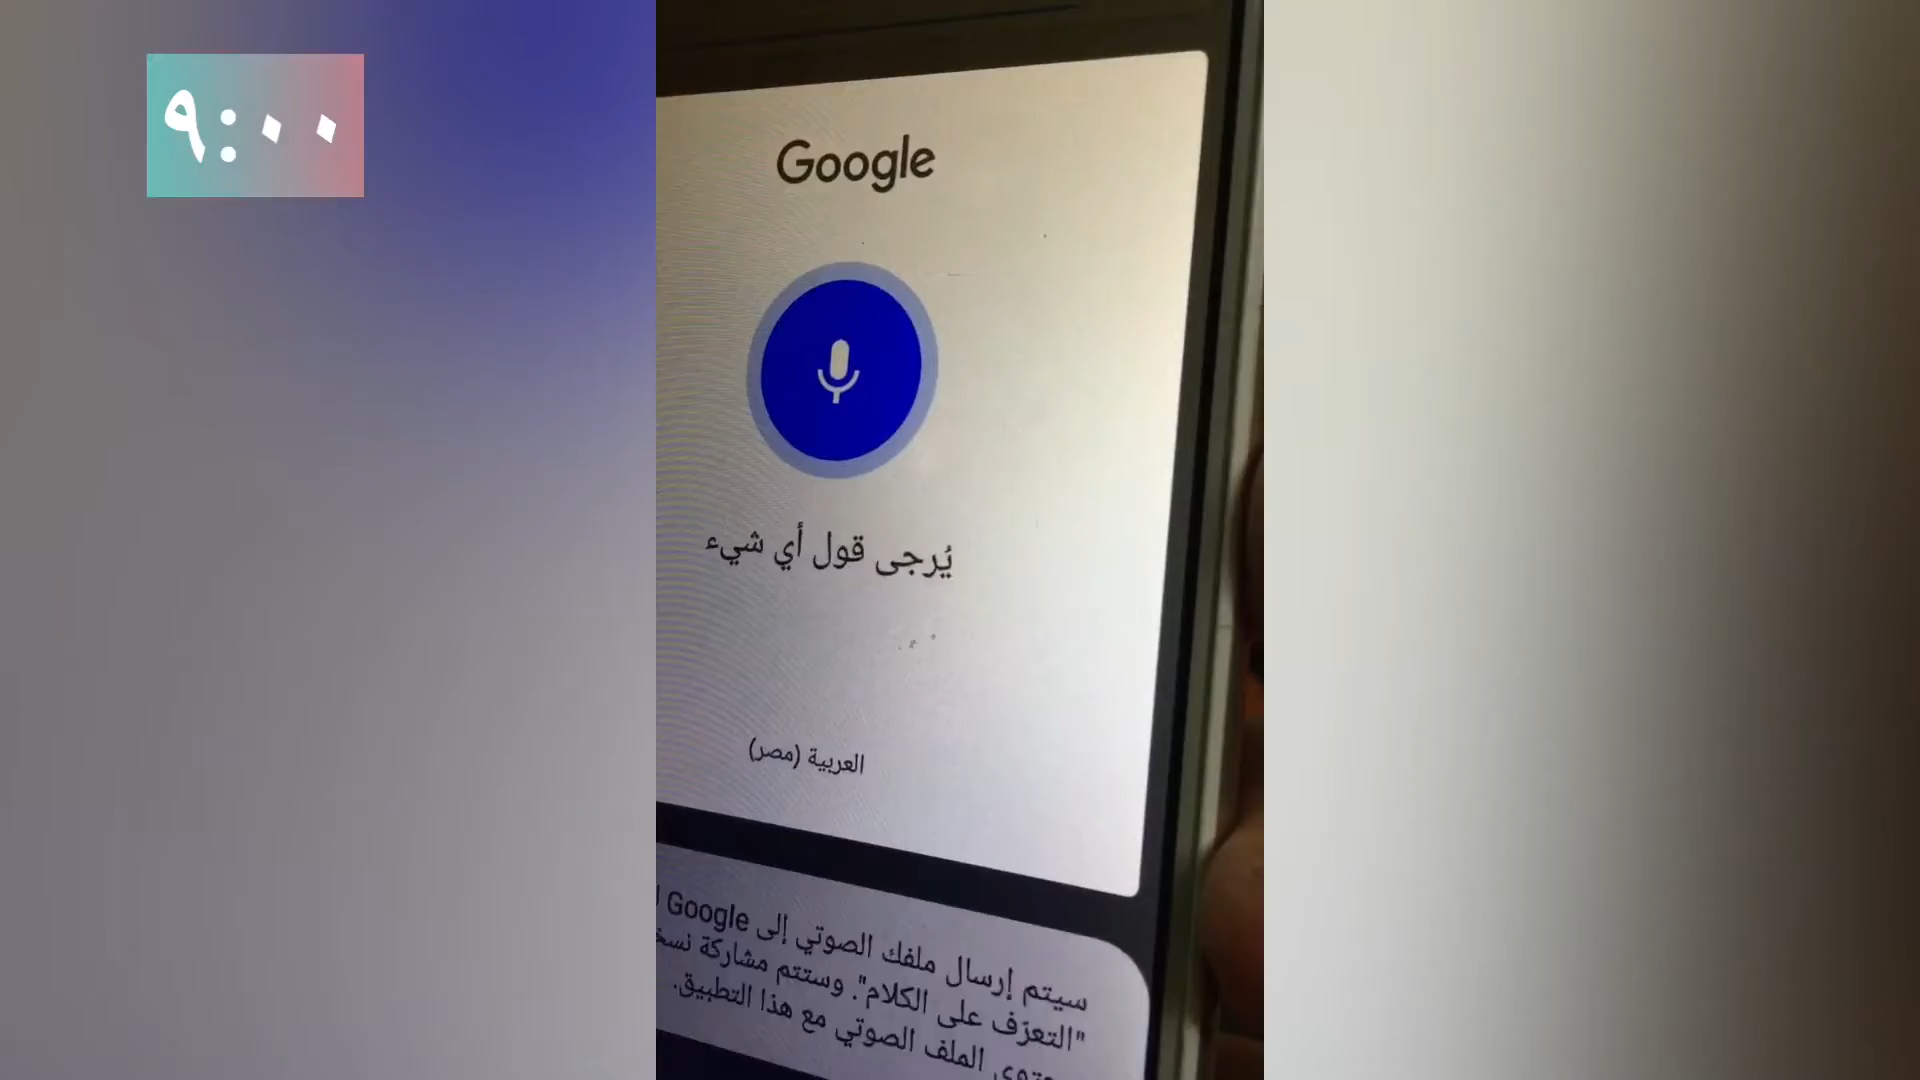 ٩:٠٠
Google
يُرجى قول أي شيء
العربية (مصر)
سيتم إرسال ملفك الصوتي إلى Google
"التعرّف على الكلام". وستتم مشاركة
الملف الصوتي مع هذا التطبيق.